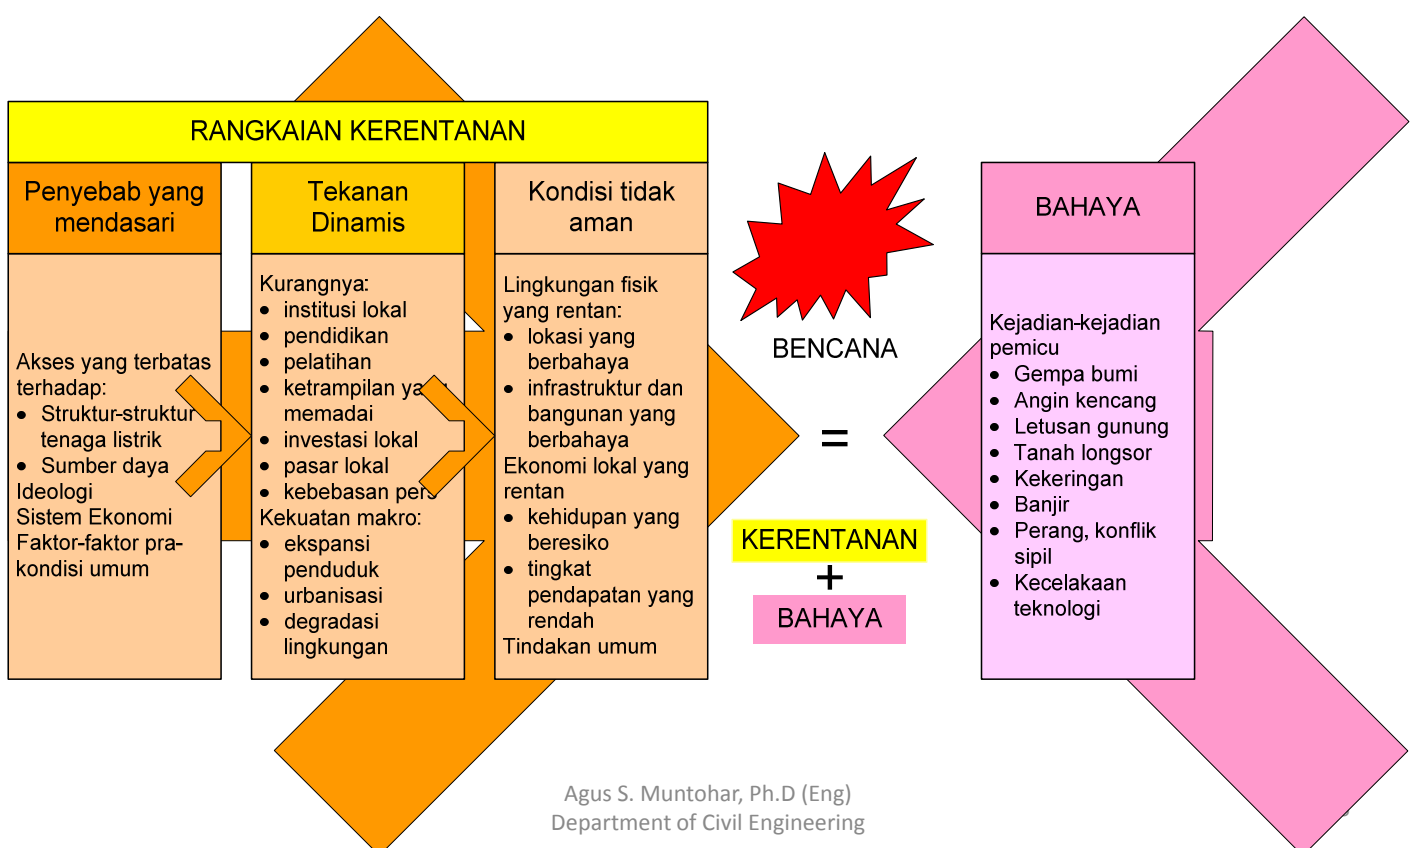 RANGKAIAN KERENTANAN
Penyebab yang
mendasari
Akses yang terbatas
terhadap:
• Struktur-struktur
tenaga listrik
• Sumber daya
Ideologi
Sistem Ekonomi
Faktor-faktor pra-
kondisi umum
Tekanan
Dinamis
Kurangnya:
• institusi lokal
• pendidikan
• pelatihan
• ketrampilan yang
memadai
• investasi lokal
• pasar lokal
• kebebasan pers
Kekuatan makro:
• ekspansi
penduduk
• urbanisasi
• degradasi
lingkungan
Kondisi tidak
aman
Lingkungan fisik
yang rentan:
• lokasi yang
berbahaya
• infrastruktur dan
bangunan yang
berbahaya
Ekonomi lokal yang
rentan
• kehidupan yang
beresiko
• tingkat
pendapatan yang
rendah
Tindakan umum
BENCANA
=
KERENTANAN
+
BAHAYA
BAHAYA
Kejadian-kejadian
pemicu
• Gempa bumi
• Angin kencang
• Letusan gunung
• Tanah longsor
• Kekeringan
• Banjir
• Perang, konflik
sipil
• Kecelakaan
teknologi
Agus S. Muntohar, Ph.D (Eng)
Department of Civil Engineering